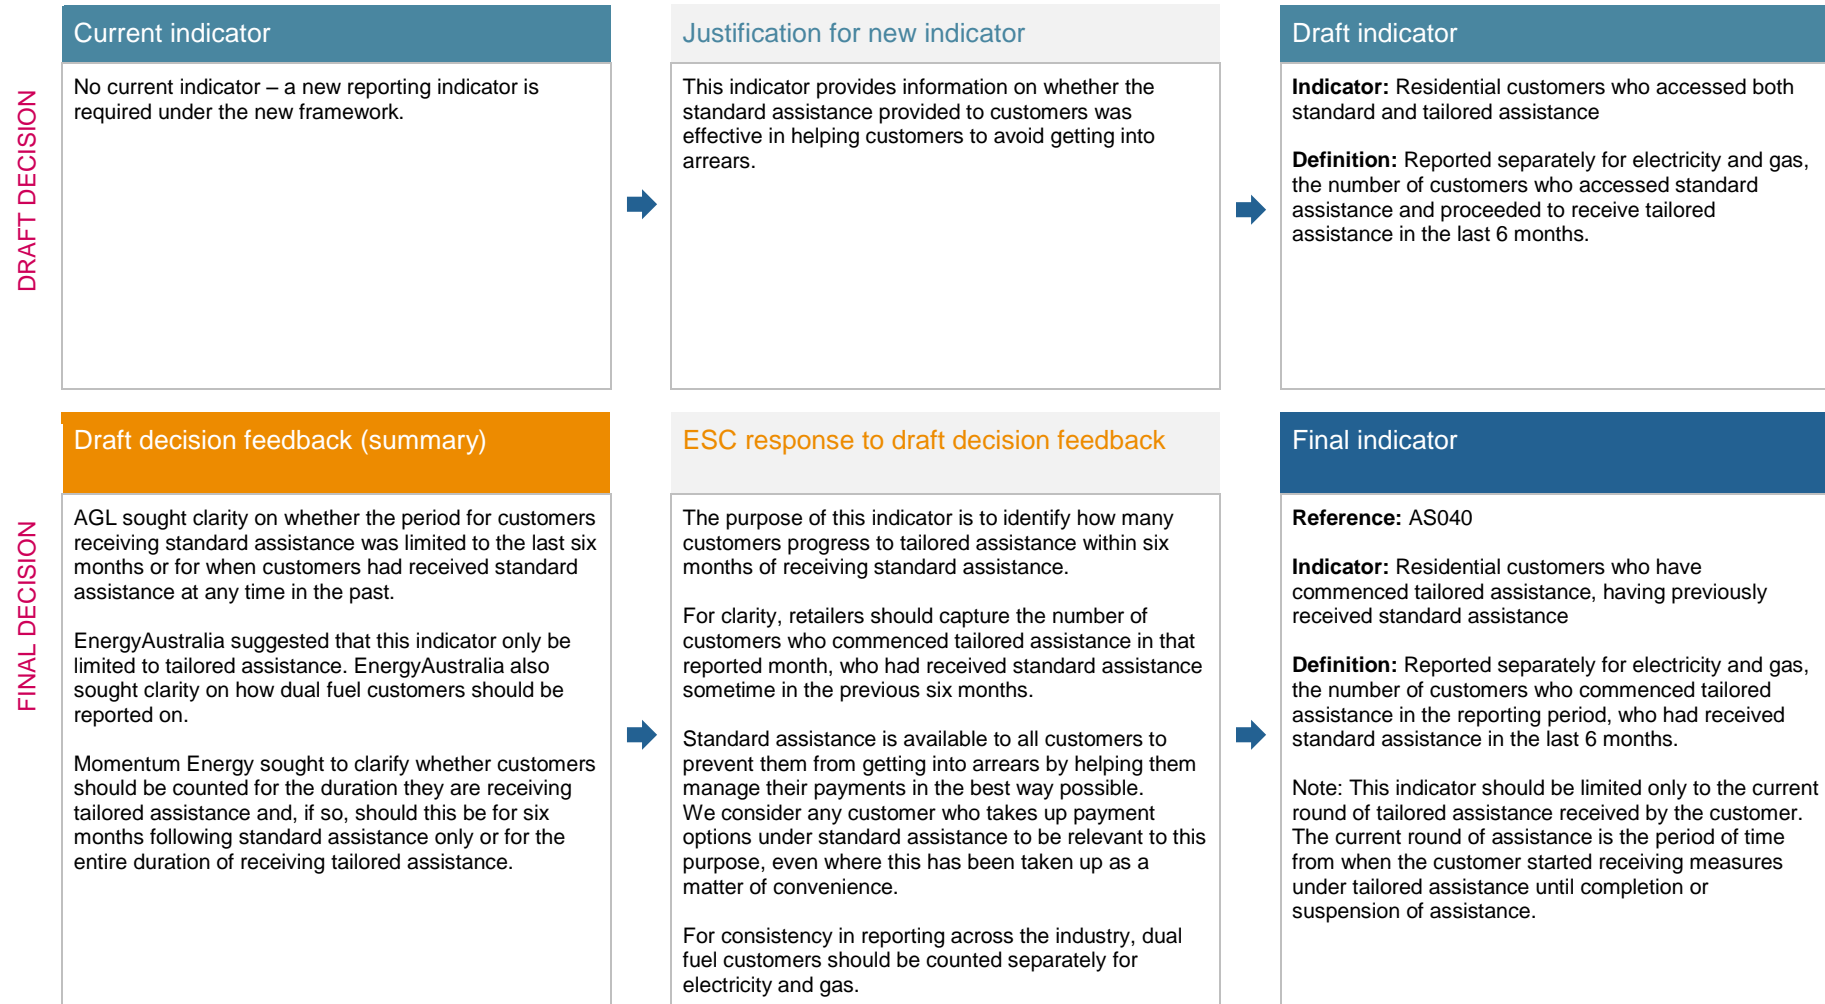 DRAFT DECISION
Current indicator
No current indicator – a new reporting indicator is
required under the new framework.
Justification for new indicator
This indicator provides information on whether the
standard assistance provided to customers was
effective in helping customers to avoid getting into
arrears.
Draft indicator
Indicator: Residential customers who accessed both
standard and tailored assistance
Definition: Reported separately for electricity and gas,
the number of customers who accessed standard
assistance and proceeded to receive tailored
assistance in the last 6 months.
FINAL DECISION
Draft decision feedback (summary)
AGL sought clarity on whether the period for customers
receiving standard assistance was limited to the last six
months or for when customers had received standard
assistance at any time in the past.
EnergyAustralia suggested that this indicator only be
limited to tailored assistance. EnergyAustralia also
sought clarity on how dual fuel customers should be
reported on.
Momentum Energy sought to clarify whether customers
should be counted for the duration they are receiving
tailored assistance and, if so, should this be for six
months following standard assistance only or for the
entire duration of receiving tailored assistance.
ESC response to draft decision feedback
The purpose of this indicator is to identify how many
customers progress to tailored assistance within six
months of receiving standard assistance.
For clarity, retailers should capture the number of
customers who commenced tailored assistance in that
reported month, who had received standard assistance
sometime in the previous six months.
Standard assistance is available to all customers to
prevent them from getting into arrears by helping them
manage their payments in the best way possible.
We consider any customer who takes up payment
options under standard assistance to be relevant to this
purpose, even where this has been taken up as a
matter of convenience.
For consistency in reporting across the industry, dual
fuel customers should be counted separately for
electricity and gas.
Final indicator
Reference: AS040
Indicator: Residential customers who have
commenced tailored assistance, having previously
received standard assistance
Definition: Reported separately for electricity and gas,
the number of customers who commenced tailored
assistance in the reporting period, who had received
standard assistance in the last 6 months.
Note: This indicator should be limited only to the current
round of tailored assistance received by the customer.
The current round of assistance is the period of time
from when the customer started receiving measures
under tailored assistance until completion or
suspension of assistance.